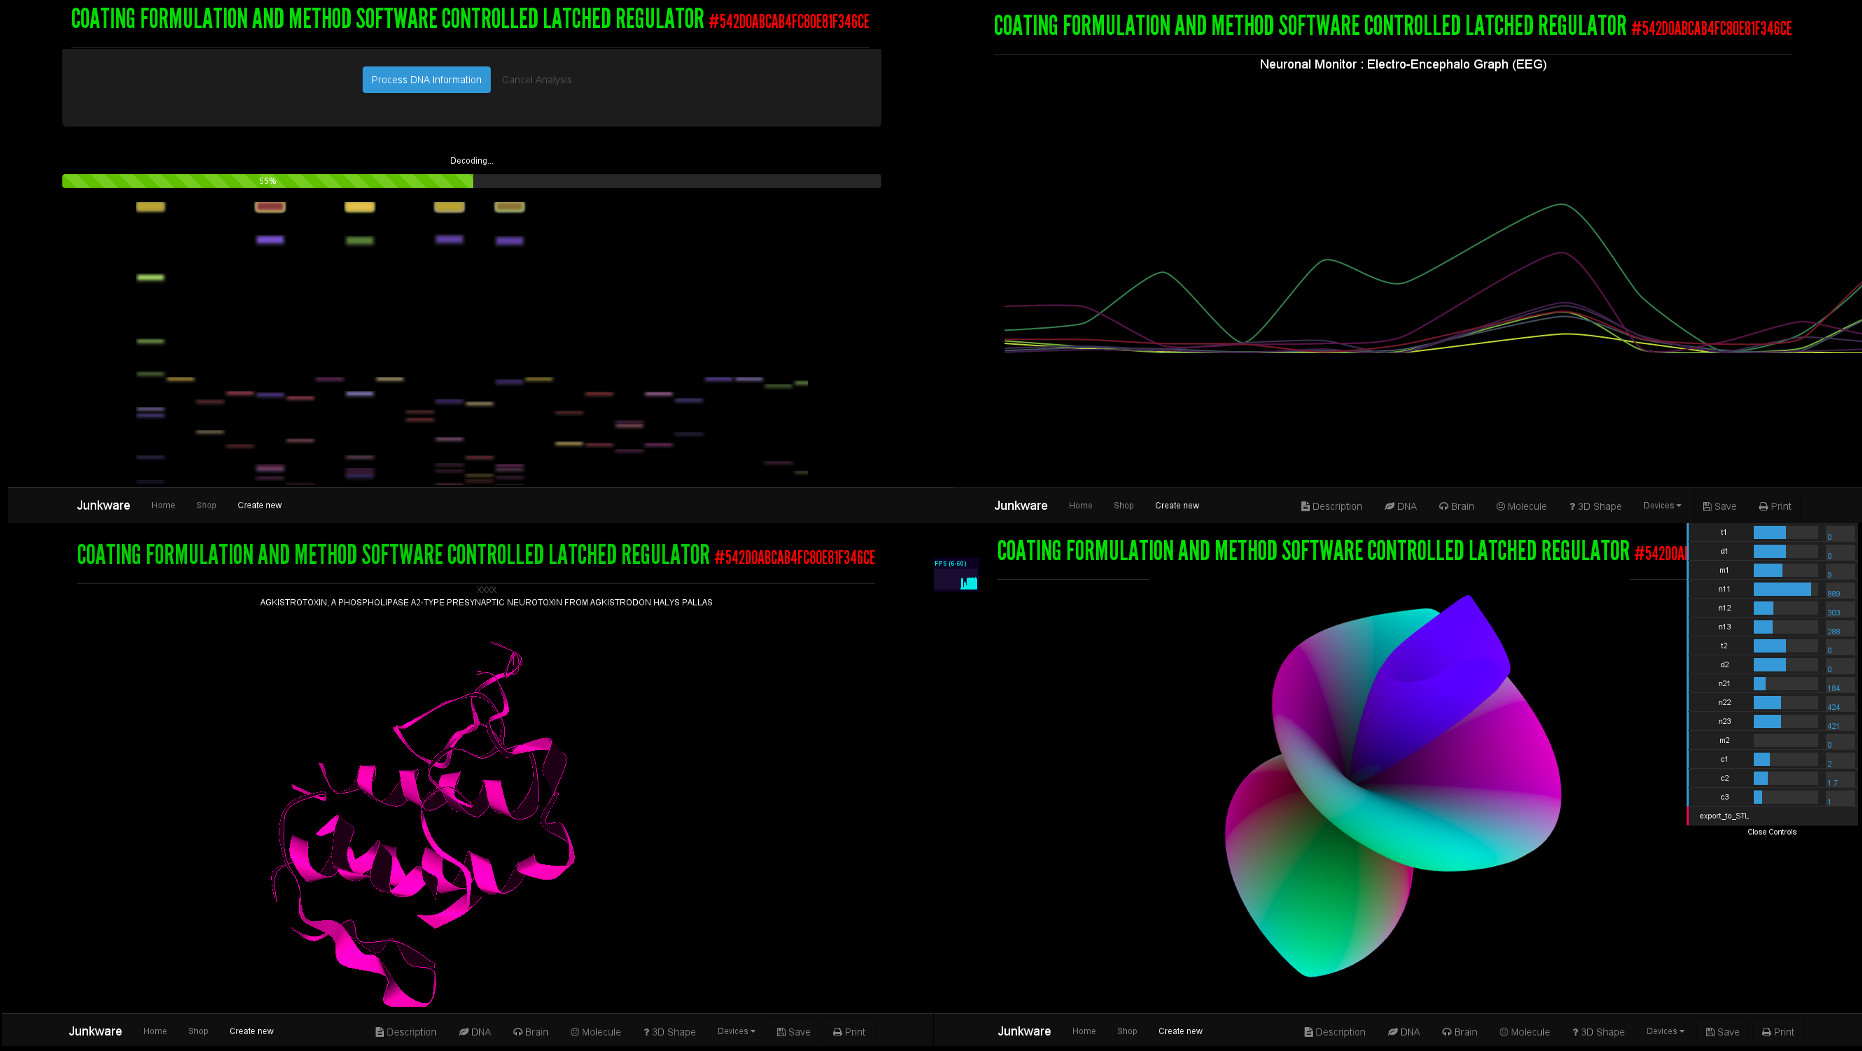 COATING FORMULATION AND METHOD SOFTWARE CONTROLLED LATCHED REGULATOR #542D0ABCAB4FC80E81F346CE
Process DNA Information Cancel Analysis
Decoding...
55%
COATING FORMULATION AND METHOD SOFTWARE CONTROLLED LATCHED REGULATOR #542D0ABCAB4FC80E81F346CE
Neuronal Monitor : Electro-Encephalo Graph (EEG)
Junkware Home Shop Create new
COATING FORMULATION AND METHOD SOFTWARE CONTROLLED LATCHED REGULATOR #542D0ABCAB4FC80E81F346CE
XXXX
AGKISTROTOXIN, A PHOSPHOLIPASE A2-TYPE PRESYNAPTIC NEUROTOXIN FROM AGKISTRODON HALYS PALLAS
Junkware Home Shop Create new Description DNA Brain Molecule ? 3D Shape Devices Save Print
FPS (6-60)
COATING FORMULATION AND METHOD SOFTWARE CONTROLLED LATCHED REGULATOR #542D0AB
t1 0
d1 0
m1 9
n11 889
n12 303
n13 288
t2 0
d2 0
n21 184
n22 424
n23 421
m2 0
c1 2
c2 1.7
c3 1
export_to_STL
Close Controls
Junkware Home Shop Create new Description DNA Brain Molecule ? 3D Shape Devices Save Print
Junkware Home Shop Create new Description DNA Brain Molecule ? 3D Shape Devices Save Print